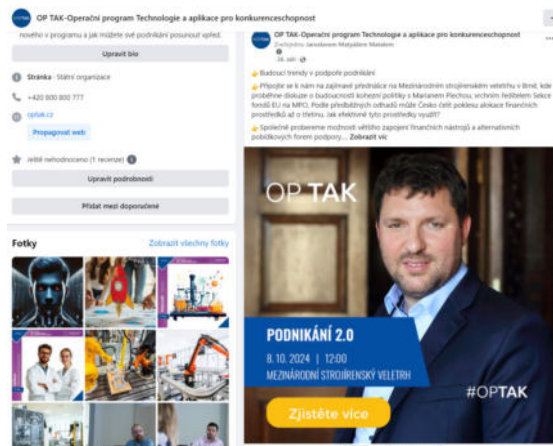 OP TAK-Operační program Technologie a aplikace pro konkurenceschopnost
nového v programu a jak můžete své podnikání posunout vpřed.
Upravit bio
Stránka · Státní organizace
+420 800 800 777
optak.cz
Propagovat web
Ještě nehodnoceno (1 recenze)
Upravit podrobnosti
Přidat mezi doporučené
Fotky
Zobrazit všechny fotky
OP TAK-Operační program Technologie a aplikace pro konkurenceschopnost
26. září
Budoucí trendy v podpoře podnikání
Připojte se k nám na zajímavé přednášce na Mezinárodním strojírenském veletrhu v Brně, kde
proběhne diskuze o budoucnosti kohezní politiky s Marianem Piechou, vrchním ředitelem Sekce
fondů EU na MPO. Podle předběžných odhadů může Česko čelit poklesu alokace finančních
prostředků až o třetinu. Jak efektivně tyto prostředky využít?
Společně probereme možnost většího zapojení finančních nástrojů a alternativních
pobídkových forem podpory... Zobrazit víc
OP TAK
PODNIKÁNÍ 2.0
8. 10. 2024 | 12:00
MEZINÁRODNÍ STROJÍRENSKÝ VELETRH
#OPTAK
Zjistěte více